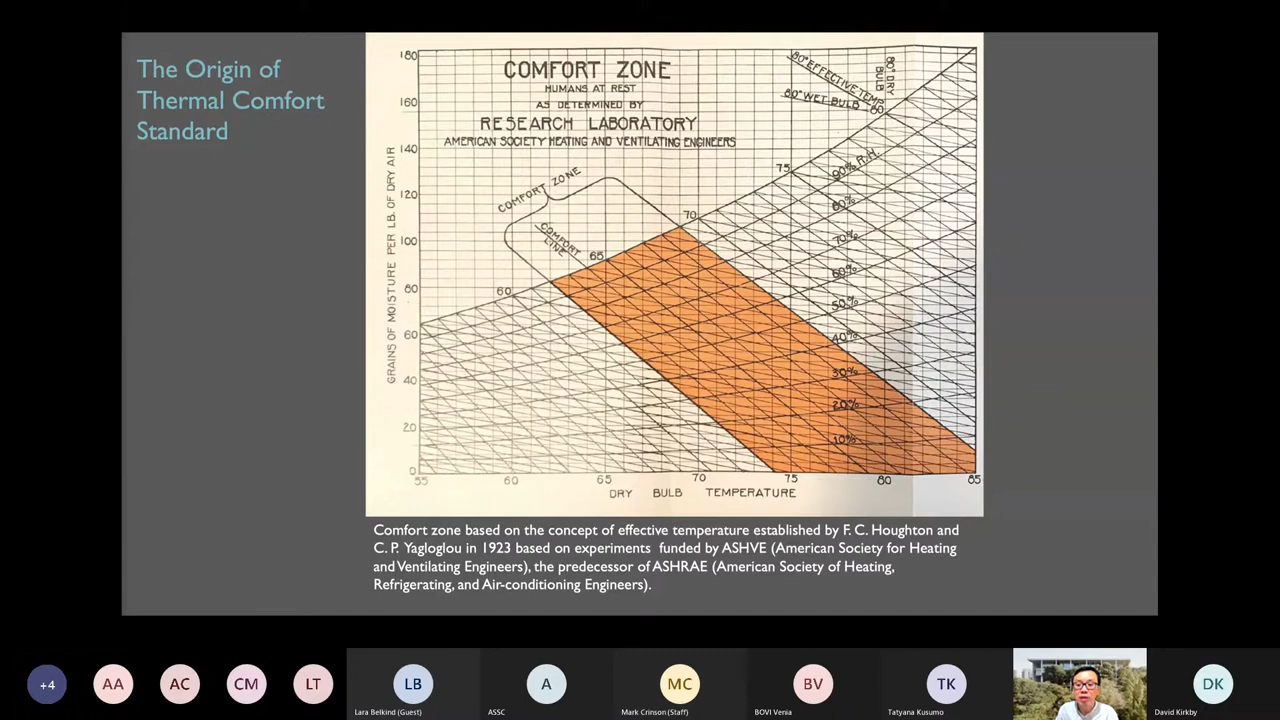 The Origin of
Thermal Comfort
Standard
COMFORT ZONE
HUMANS AT REST
AS DETERMINED BY
RESEARCH LABORATORY
AMERICAN SOCIETY HEATING AND VENTILATING ENGINEERS
80° EFFECTIVE TEMP.
80° WET BULB
80° DRY
BULB
80
180
160
140
120
100
80
60
40
20
0
GRAINS OF MOISTURE PER LB. OF DRY AIR
COMFORT ZONE
COMFORT
LINE
60
65
70
75
90% R.H.
80%
70%
60%
50%
40%
30%
20%
10%
55
60
65
70
75
80
85
DRY BULB TEMPERATURE
Comfort zone based on the concept of effective temperature established by F. C. Houghton and
C. P. Yagloglou in 1923 based on experiments funded by ASHVE (American Society for Heating
and Ventilating Engineers), the predecessor of ASHRAE (American Society of Heating,
Refrigerating, and Air-conditioning Engineers).
+4
AA
AC
CM
LT
LB
A
MC
BV
TK
DK
Lara Belkind (Guest)
ASSC
Mark Crinson (Staff)
BOVI Venia
Tatyana Kusumo
David Kirkby